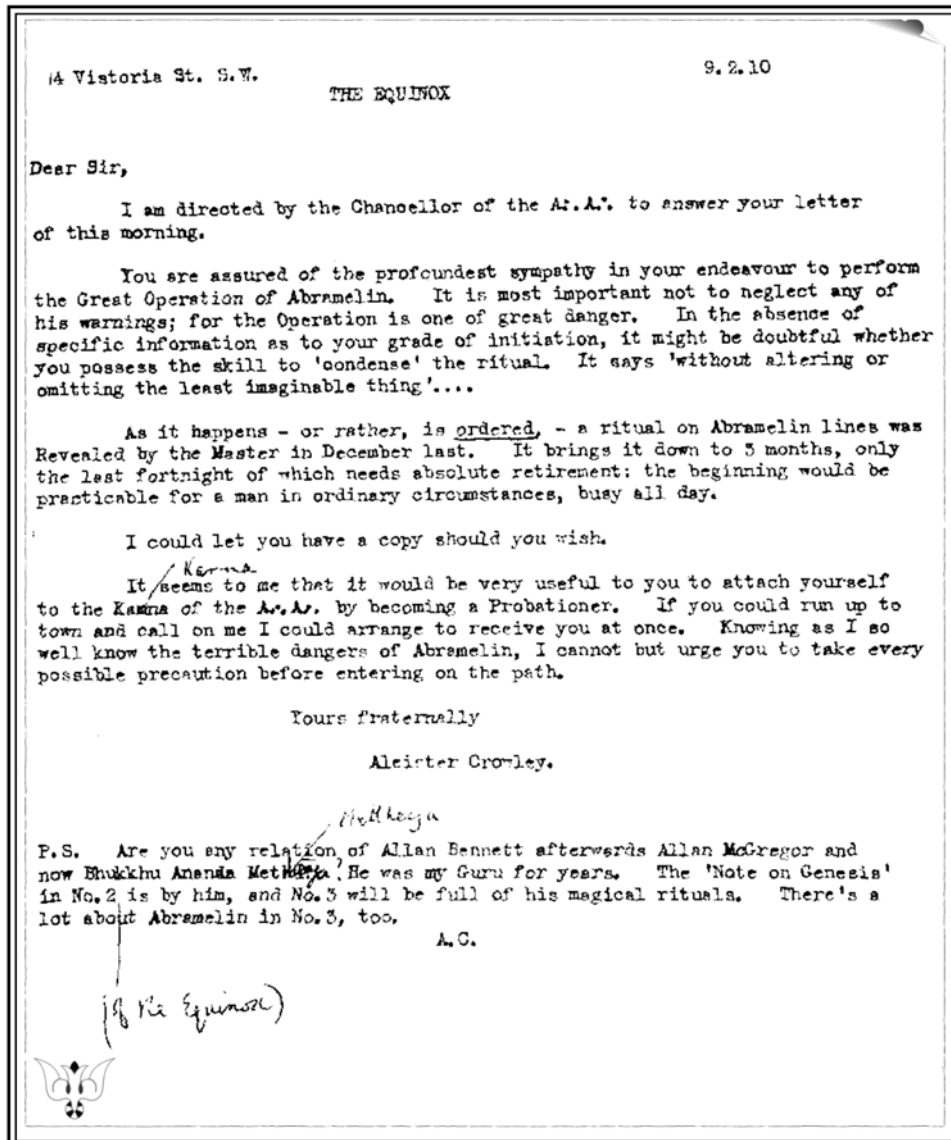 14 Vistoria St. S.W. 9.2.10
THE EQUINOX
Dear Sir,
I am directed by the Chancellor of the A∴A∴ to answer your letter
of this morning.
You are assured of the profoundest sympathy in your endeavour to perform
the Great Operation of Abramelin. It is most important not to neglect any of
his warnings; for the Operation is one of great danger. In the absence of
specific information as to your grade of initiation, it might be doubtful whether
you possess the skill to 'condense' the ritual. It says 'without altering or
omitting the least imaginable thing'....
As it happens - or rather, is ordered, - a ritual on Abramelin lines was
Revealed by the Master in December last. It brings it down to 3 months, only
the last fortnight of which needs absolute retirement: the beginning would be
practicable for a man in ordinary circumstances, busy all day.
I could let you have a copy should you wish.
Karma
It seems to me that it would be very useful to you to attach yourself
to the Kamna of the A∴A∴ by becoming a Probationer. If you could run up to
town and call on me I could arrange to receive you at once. Knowing as I so
well know the terrible dangers of Abramelin, I cannot but urge you to take every
possible precaution before entering on the path.
Yours fraternally
Aleister Crowley.
P.S. Are you any relation of Allan Bennett afterwards Allan McGregor and
now Bhukkhu Ananda ? He was my Guru for years. The 'Note on Genesis'
in No.2 is by him, and No.3 will be full of his magical rituals. There's a
lot about Abramelin in No.3, too.
A.C.
(of the Equinox)